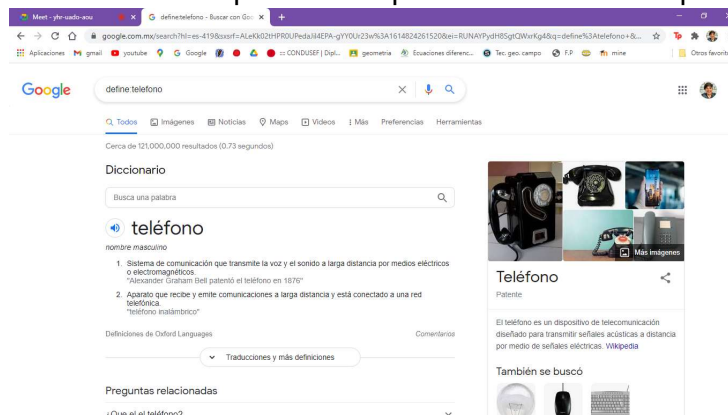 Meet - yhr-uado-aou
define:telefono - Buscar con Goo
google.com.mx/search?hl=es-419&sxsrf=ALeKk02tHPR0UPedaJil4EPA-gYY0Ur23w%3A1614824261520&ei=RUNAYPydH8SgtQWxrKg4&q=define%3Atelefono+&...
Aplicaciones
gmail
youtube
Google
::: CONDUSEF | Dipl...
geometria
Ecuaciones diferenc...
Tec. geo. campo
F.P
mine
Otros favorito
Google
define:telefono
Todos
Imágenes
Noticias
Maps
Videos
Más
Preferencias
Herramientas
Cerca de 121,000,000 resultados (0.73 segundos)
Diccionario
Busca una palabra
teléfono
nombre masculino
1. Sistema de comunicación que transmite la voz y el sonido a larga distancia por medios eléctricos
o electromagnéticos.
"Alexander Graham Bell patentó el teléfono en 1876"
2. Aparato que recibe y emite comunicaciones a larga distancia y está conectado a una red
telefónica.
"teléfono inalámbrico"
Definiciones de Oxford Languages
Comentarios
Traducciones y más definiciones
Preguntas relacionadas
¿Que el el teléfono?
Más imágenes
Teléfono
Patente
El teléfono es un dispositivo de telecomunicación
diseñado para transmitir señales acústicas a distancia
por medio de señales eléctricas. Wikipedia
También se buscó